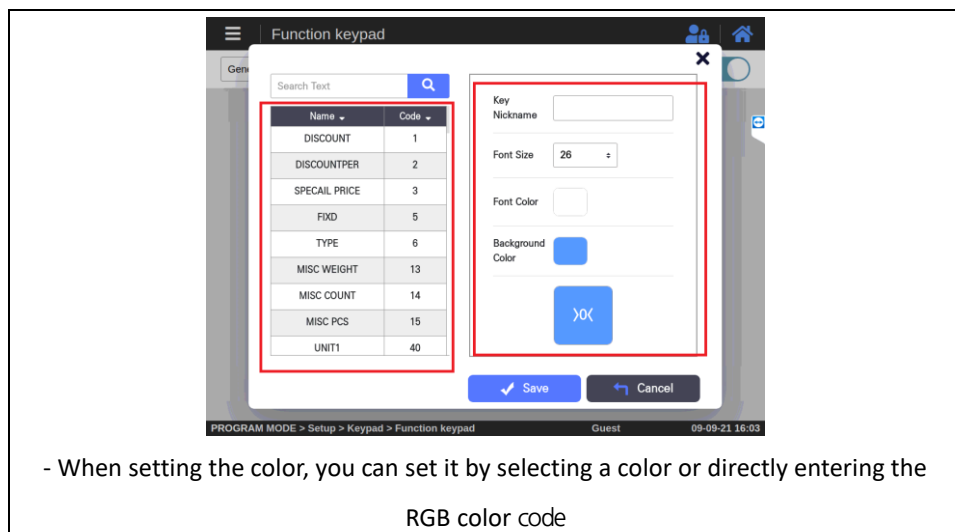 Function keypad
Gen
Search Text
Name Code
DISCOUNT 1
DISCOUNTPER 2
SPECAIL PRICE 3
FIXD 5
TYPE 6
MISC WEIGHT 13
MISC COUNT 14
MISC PCS 15
UNIT1 40
Key
Nickname
Font Size 26
Font Color
Background
Color
>0<
Save Cancel
PROGRAM MODE > Setup > Keypad > Function keypad Guest 09-09-21 16:03
- When setting the color, you can set it by selecting a color or directly entering the
RGB color code